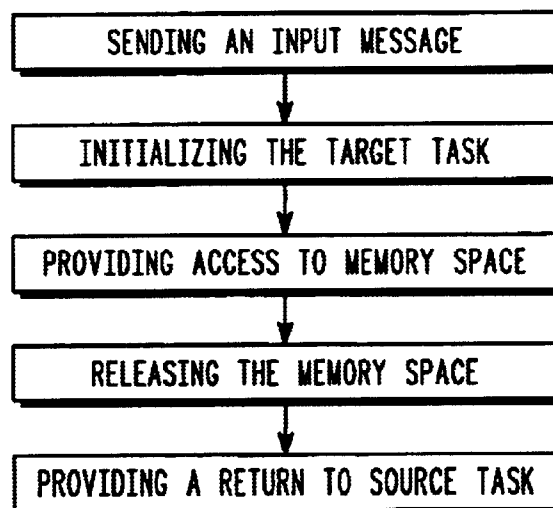 SENDING AN INPUT MESSAGE
INITIALIZING THE TARGET TASK
PROVIDING ACCESS TO MEMORY SPACE
RELEASING THE MEMORY SPACE
PROVIDING A RETURN TO SOURCE TASK